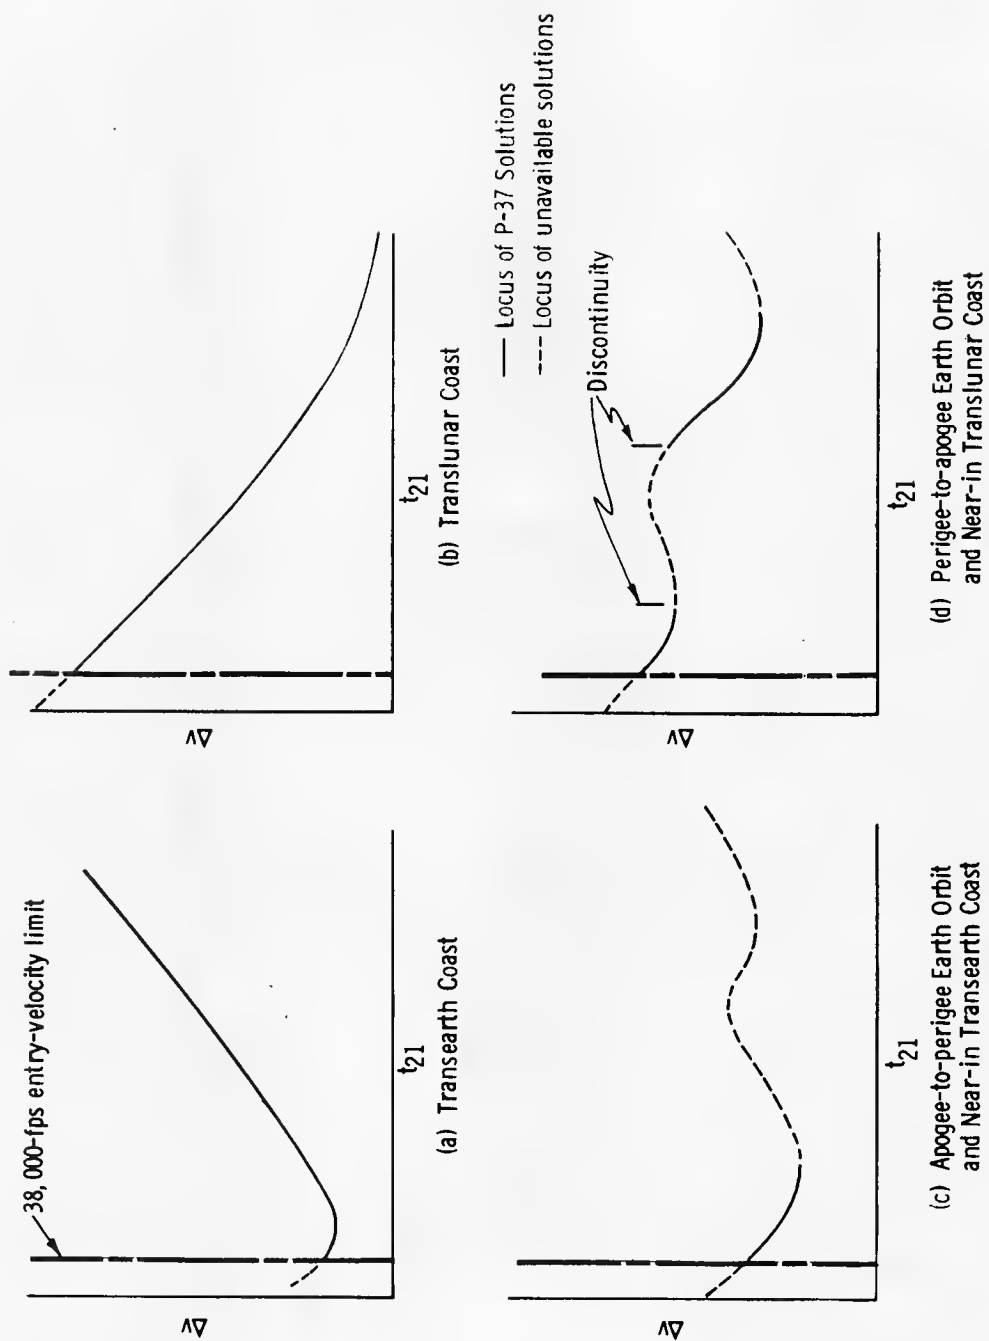 38,000-fps entry-velocity limit
Δv
t21
(a) Transearth Coast
Δv
t21
(b) Translunar Coast
Locus of P-37 Solutions
Locus of unavailable solutions
Δv
t21
(c) Apogee-to-perigee Earth Orbit
and Near-in Transearth Coast
Discontinuity
Δv
t21
(d) Perigee-to-apogee Earth Orbit
and Near-in Translunar Coast